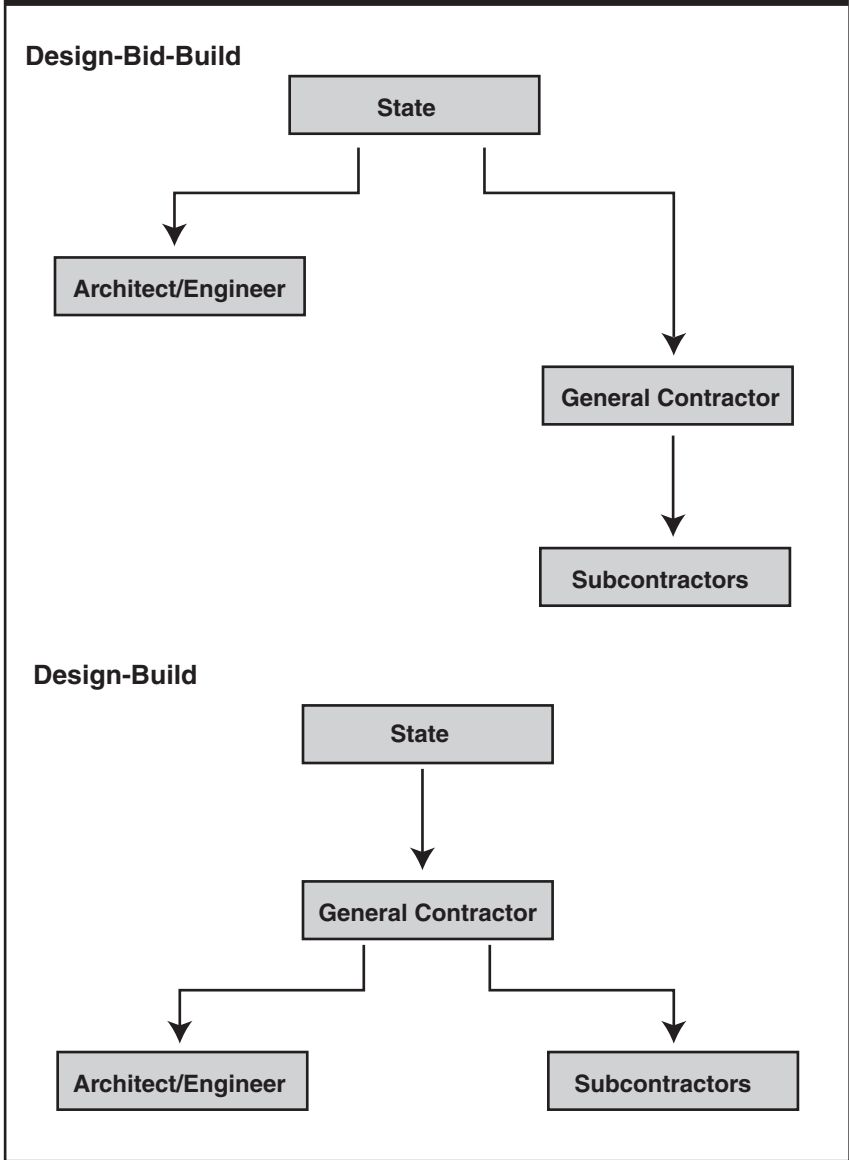 Design-Bid-Build
State
Architect/Engineer
General Contractor
Subcontractors
Design-Build
State
General Contractor
Architect/Engineer
Subcontractors